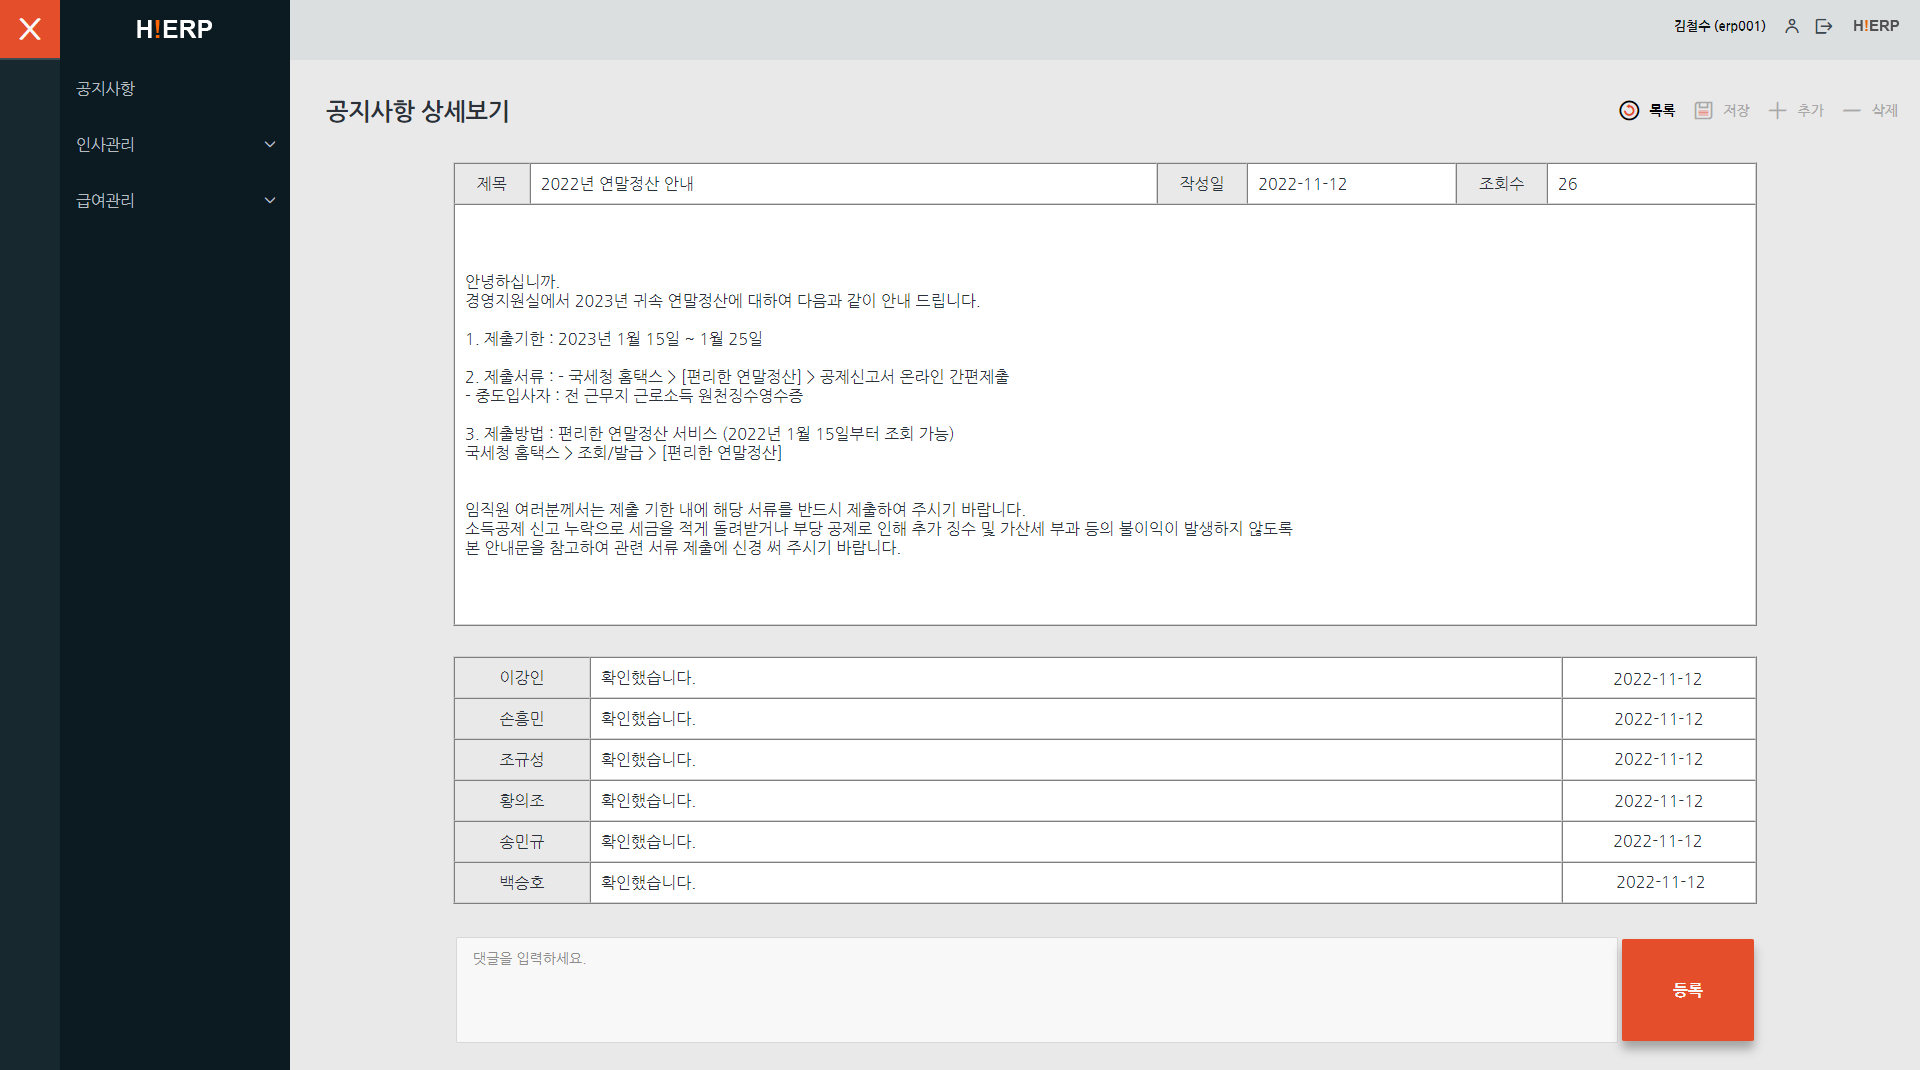 H!ERP
김철수 (erp001)
H!ERP
공지사항
인사관리
급여관리
공지사항 상세보기
목록 저장 추가 삭제
제목 2022년 연말정산 안내 작성일 2022-11-12 조회수 26
안녕하십니까.
경영지원실에서 2023년 귀속 연말정산에 대하여 다음과 같이 안내 드립니다.
1. 제출기한 : 2023년 1월 15일 ~ 1월 25일
2. 제출서류 : - 국세청 홈택스 > [편리한 연말정산] > 공제신고서 온라인 간편제출
- 중도입사자 : 전 근무지 근로소득 원천징수영수증
3. 제출방법 : 편리한 연말정산 서비스 (2022년 1월 15일부터 조회 가능)
국세청 홈택스 > 조회/발급 > [편리한 연말정산]
임직원 여러분께서는 제출 기한 내에 해당 서류를 반드시 제출하여 주시기 바랍니다.
소득공제 신고 누락으로 세금을 적게 돌려받거나 부당 공제로 인해 추가 징수 및 가산세 부과 등의 불이익이 발생하지 않도록
본 안내문을 참고하여 관련 서류 제출에 신경 써 주시기 바랍니다.
이강인 확인했습니다. 2022-11-12
손흥민 확인했습니다. 2022-11-12
조규성 확인했습니다. 2022-11-12
황의조 확인했습니다. 2022-11-12
송민규 확인했습니다. 2022-11-12
백승호 확인했습니다. 2022-11-12
댓글을 입력하세요.
등록